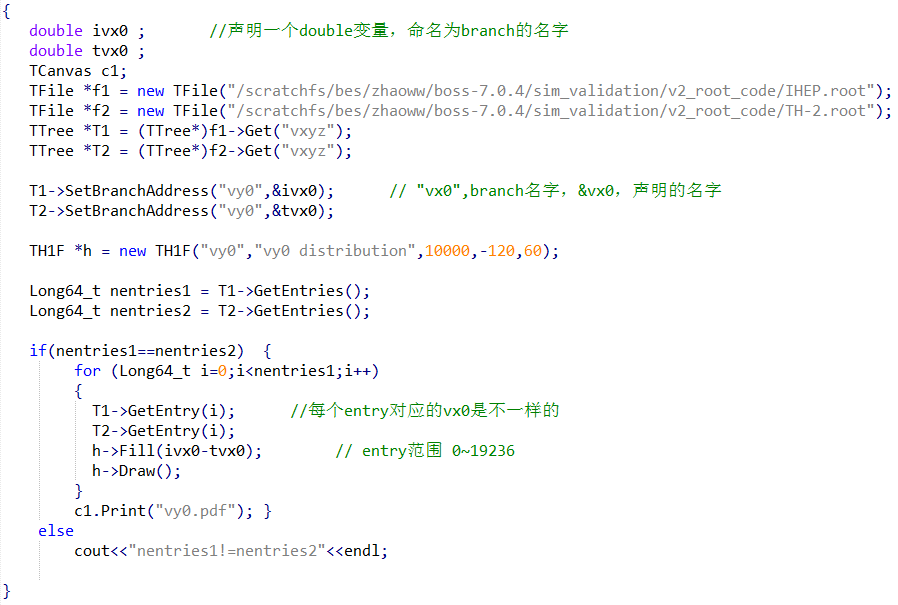 {
double ivx0 ; //声明一个double变量，命名为branch的名字
double tvx0 ;
TCanvas c1;
TFile *f1 = new TFile("/scratchfs/bes/zhaoww/boss-7.0.4/sim_validation/v2_root_code/IHEP.root");
TFile *f2 = new TFile("/scratchfs/bes/zhaoww/boss-7.0.4/sim_validation/v2_root_code/TH-2.root");
TTree *T1 = (TTree*)f1->Get("vxyz");
TTree *T2 = (TTree*)f2->Get("vxyz");
T1->SetBranchAddress("vy0",&ivx0); // "vx0",branch名字，&vx0，声明的名字
T2->SetBranchAddress("vy0",&tvx0);
TH1F *h = new TH1F("vy0","vy0 distribution",10000,-120,60);
Long64_t nentries1 = T1->GetEntries();
Long64_t nentries2 = T2->GetEntries();
if(nentries1==nentries2) {
for (Long64_t i=0;i<nentries1;i++)
{
T1->GetEntry(i); //每个entry对应的vx0是不一样的
T2->GetEntry(i);
h->Fill(ivx0-tvx0); // entry范围 0~19236
h->Draw();
}
c1.Print("vy0.pdf"); }
else
cout<<"nentries1!=nentries2"<<endl;
}